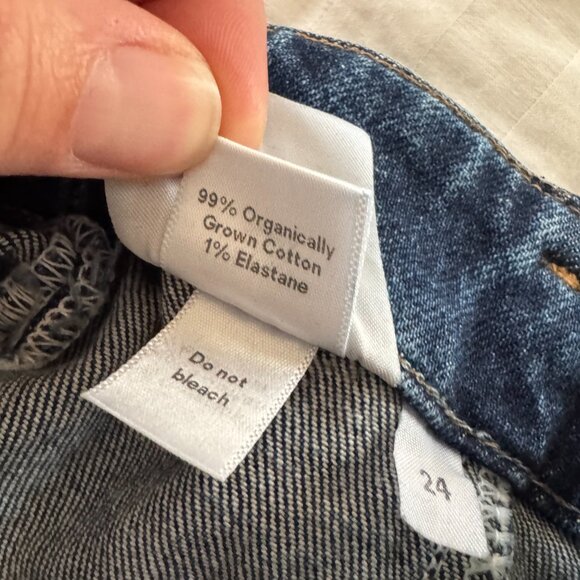 99% Organically
Grown Cotton
1% Elastane
Do not
bleach
24